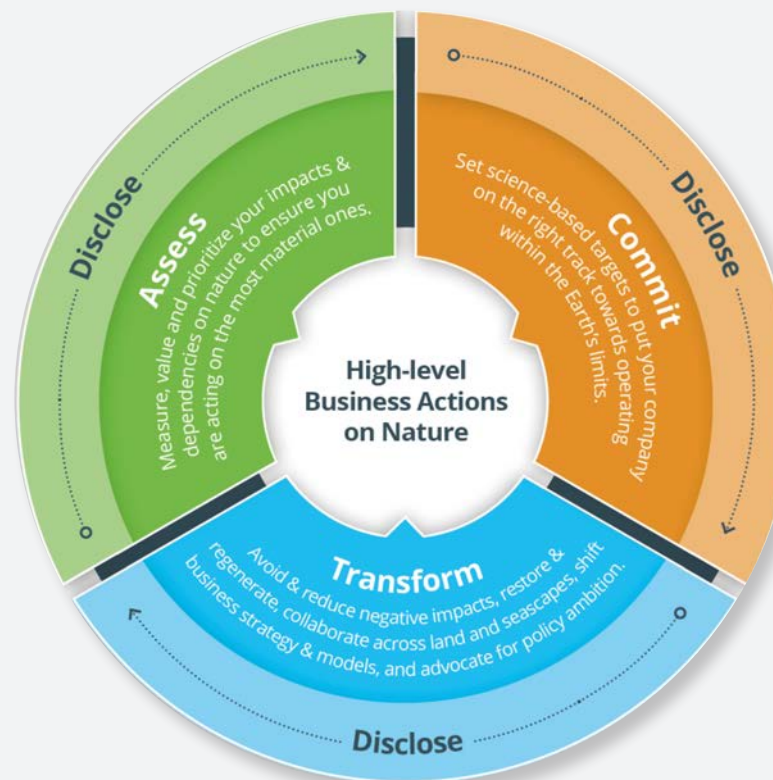 High-level
Business Actions
on Nature
Disclose
Assess
Measure, value and prioritize your impacts &
dependencies on nature to ensure you
are acting on the most material ones.
Disclose
Commit
Set science-based targets to put your company
on the right track towards operating
within the Earth's limits.
Transform
Avoid & reduce negative impacts, restore &
regenerate, collaborate across land and seascapes, shift
business strategy & models, and advocate for policy ambition.
Disclose